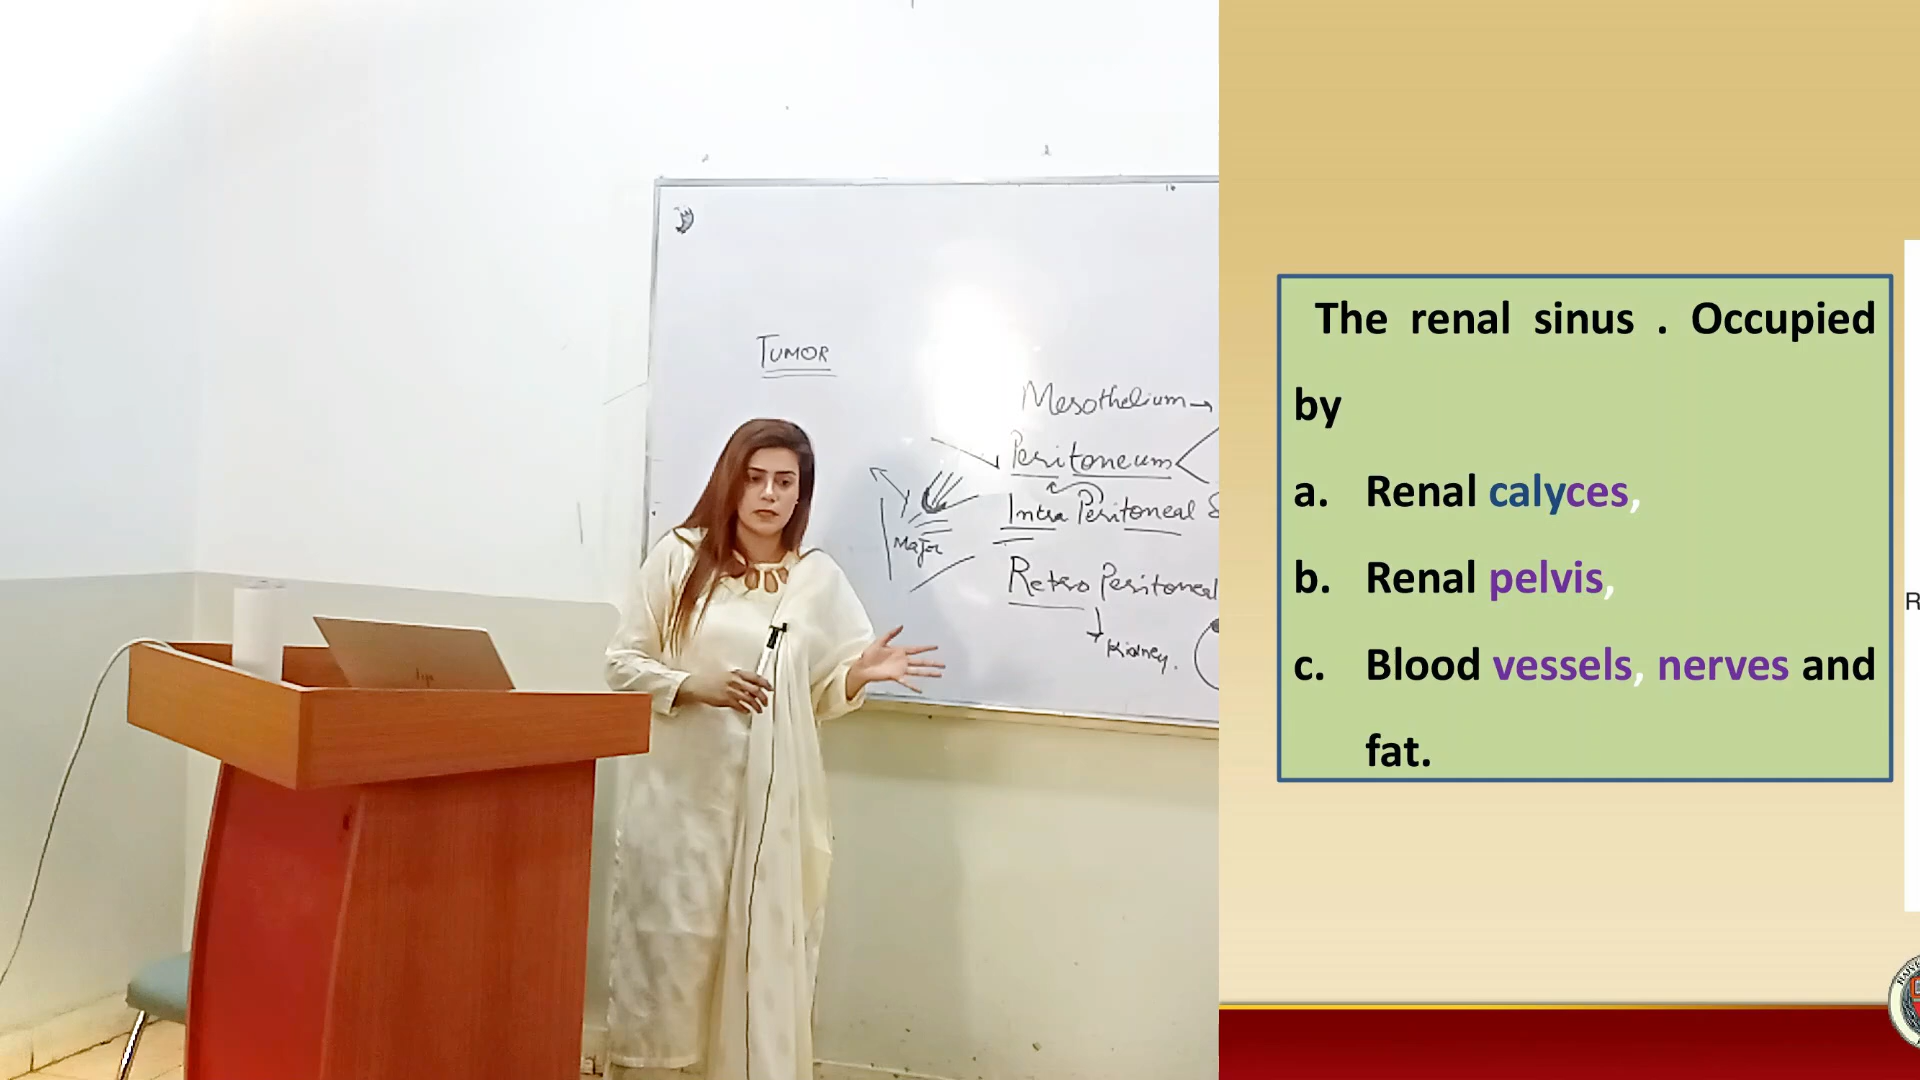 TUMOR
Mesothelium →
Peritoneum
Intra Peritoneal
Major
Retro Peritoneal
Kidney.
The renal sinus . Occupied
by
a. Renal calyces,
b. Renal pelvis,
c. Blood vessels, nerves and
fat.
R